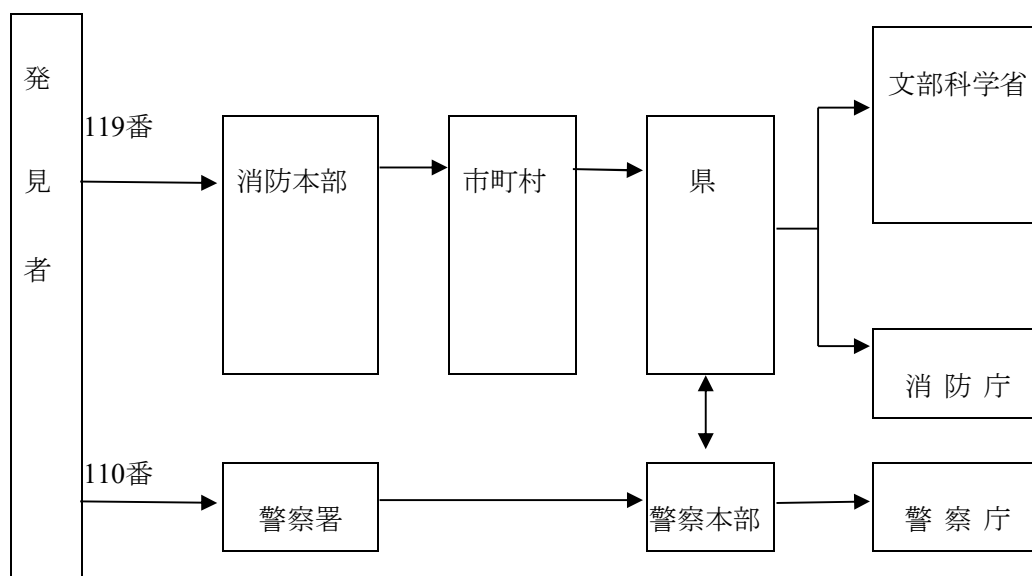 発見者
119番
消防本部
市町村
県
文部科学省
消防庁
110番
警察署
警察本部
警察庁